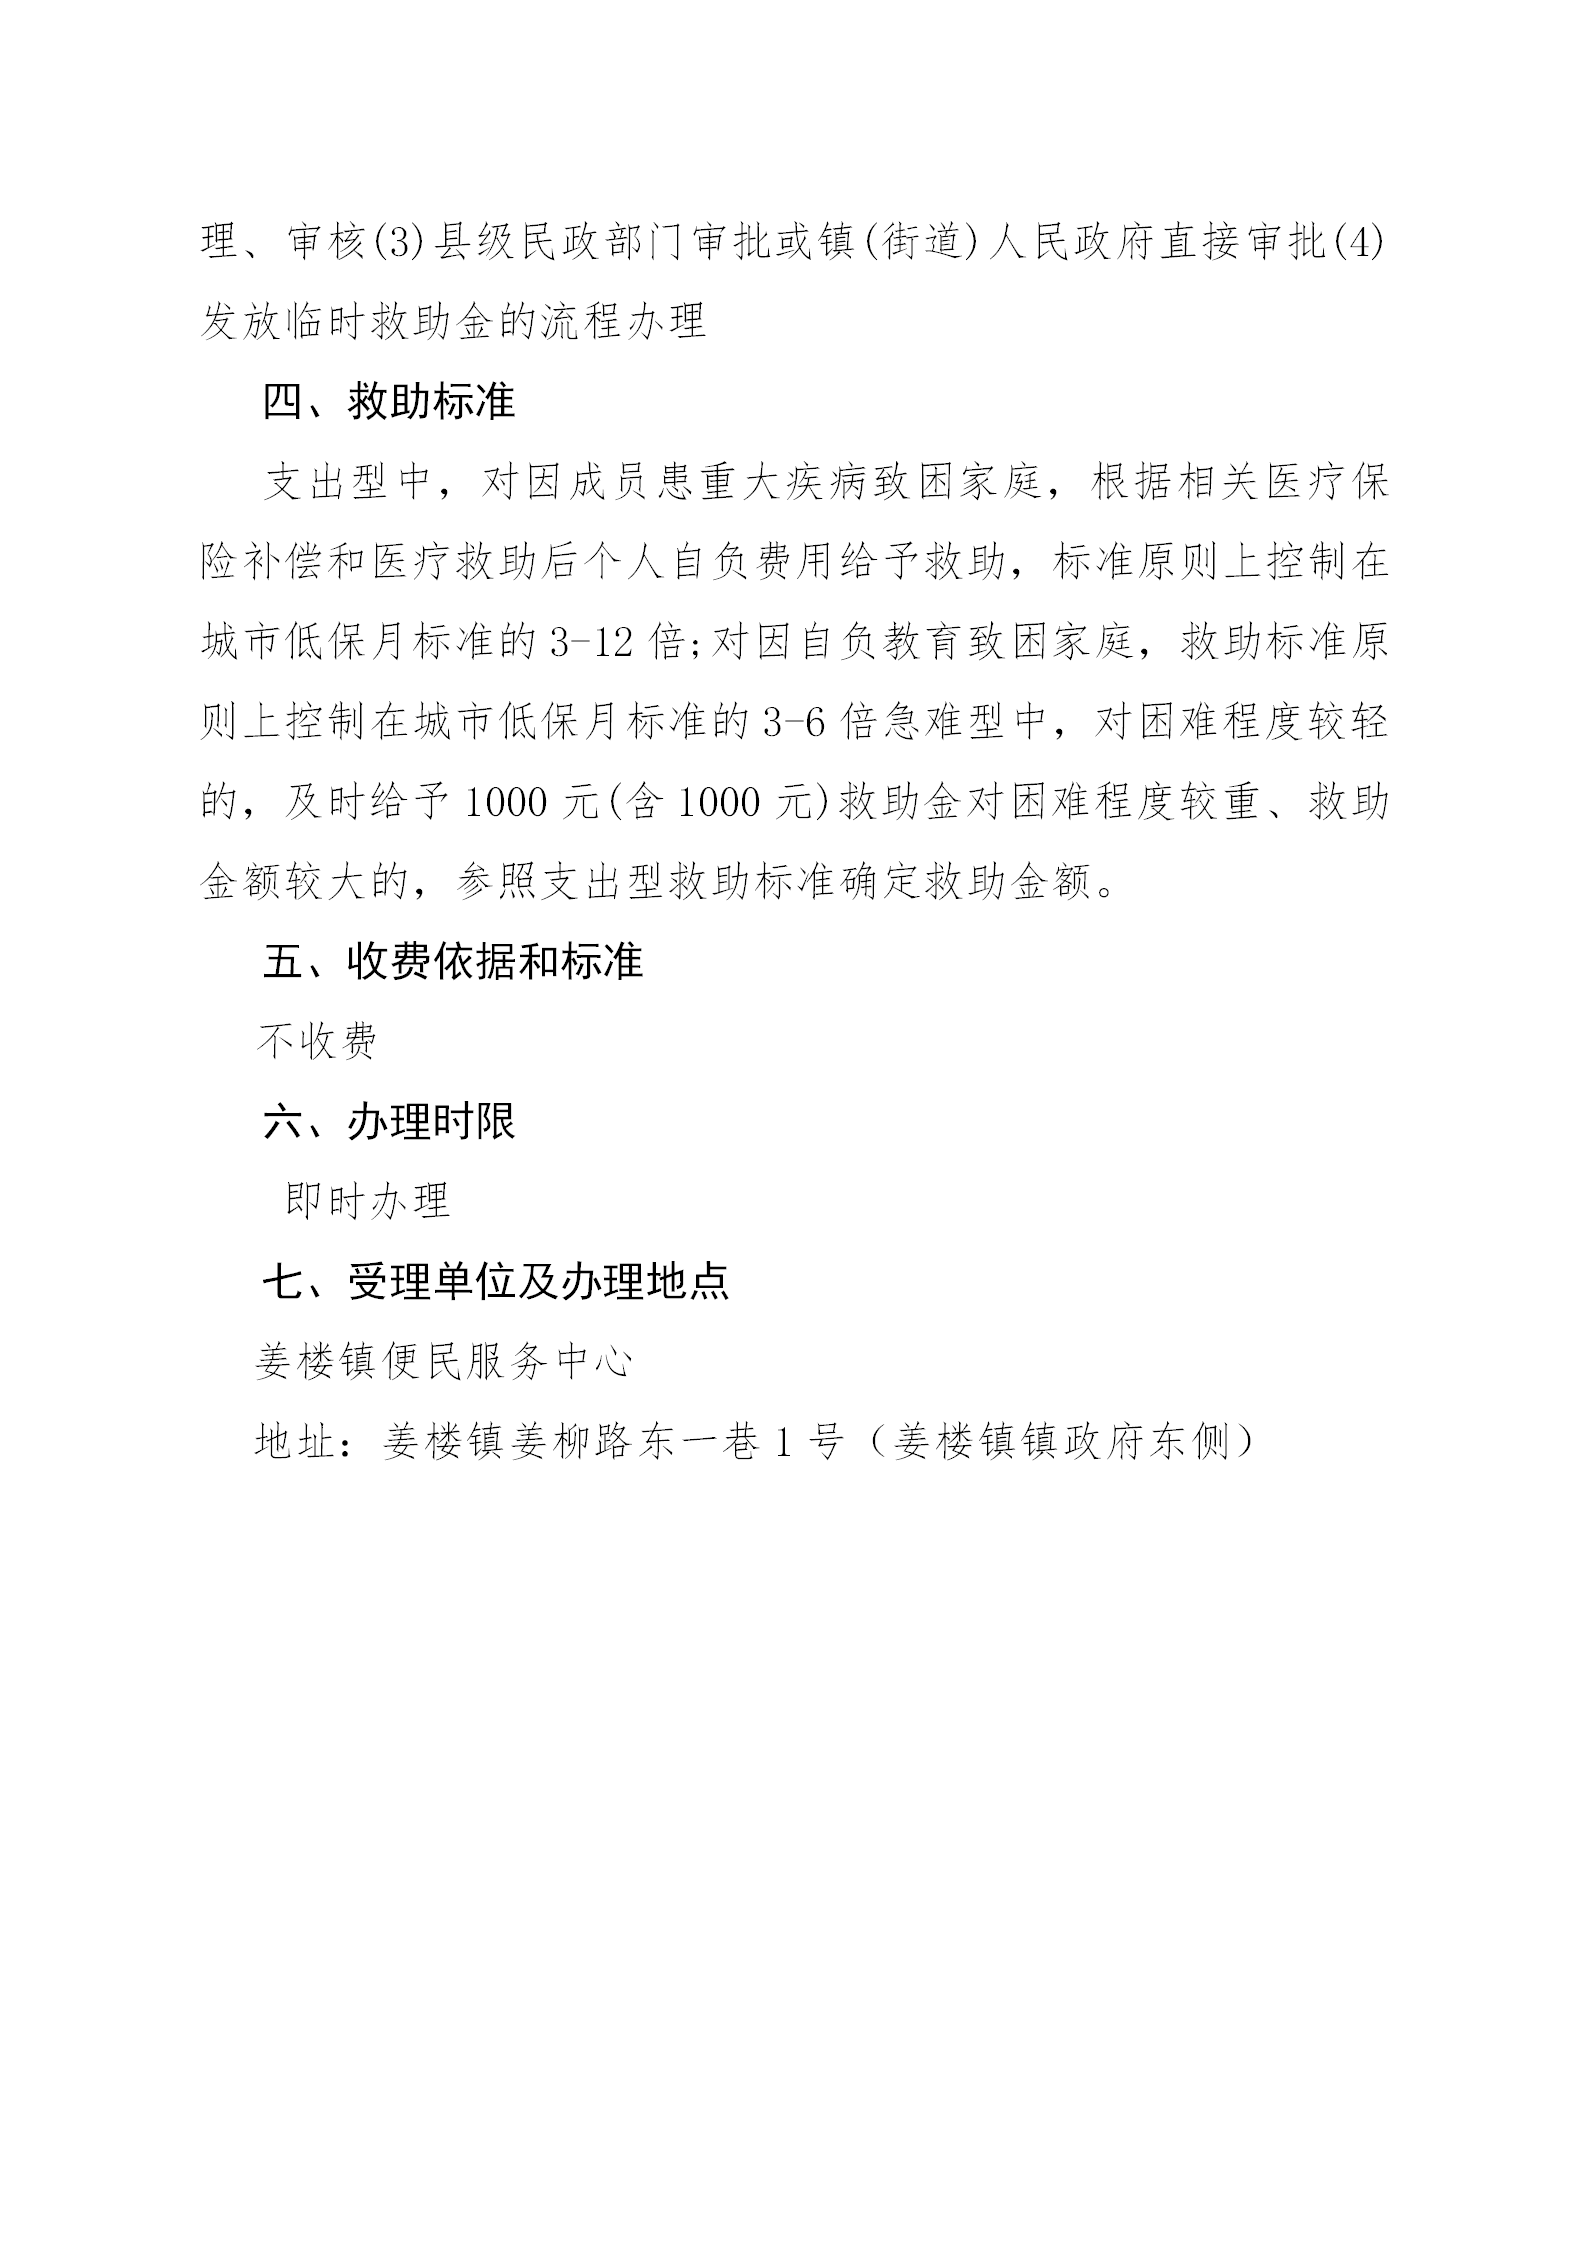 理、审核(3)县级民政部门审批或镇(街道)人民政府直接审批(4)
发放临时救助金的流程办理
四、救助标准
支出型中，对因成员患重大疾病致困家庭，根据相关医疗保
险补偿和医疗救助后个人自负费用给予救助，标准原则上控制在
城市低保月标准的3-12倍;对因自负教育致困家庭，救助标准原
则上控制在城市低保月标准的3-6倍急难型中，对困难程度较轻
的，及时给予1000元(含1000元)救助金对困难程度较重、救助
金额较大的，参照支出型救助标准确定救助金额。
五、收费依据和标准
不收费
六、办理时限
即时办理
七、受理单位及办理地点
姜楼镇便民服务中心
地址：姜楼镇姜柳路东一巷1号（姜楼镇镇政府东侧）